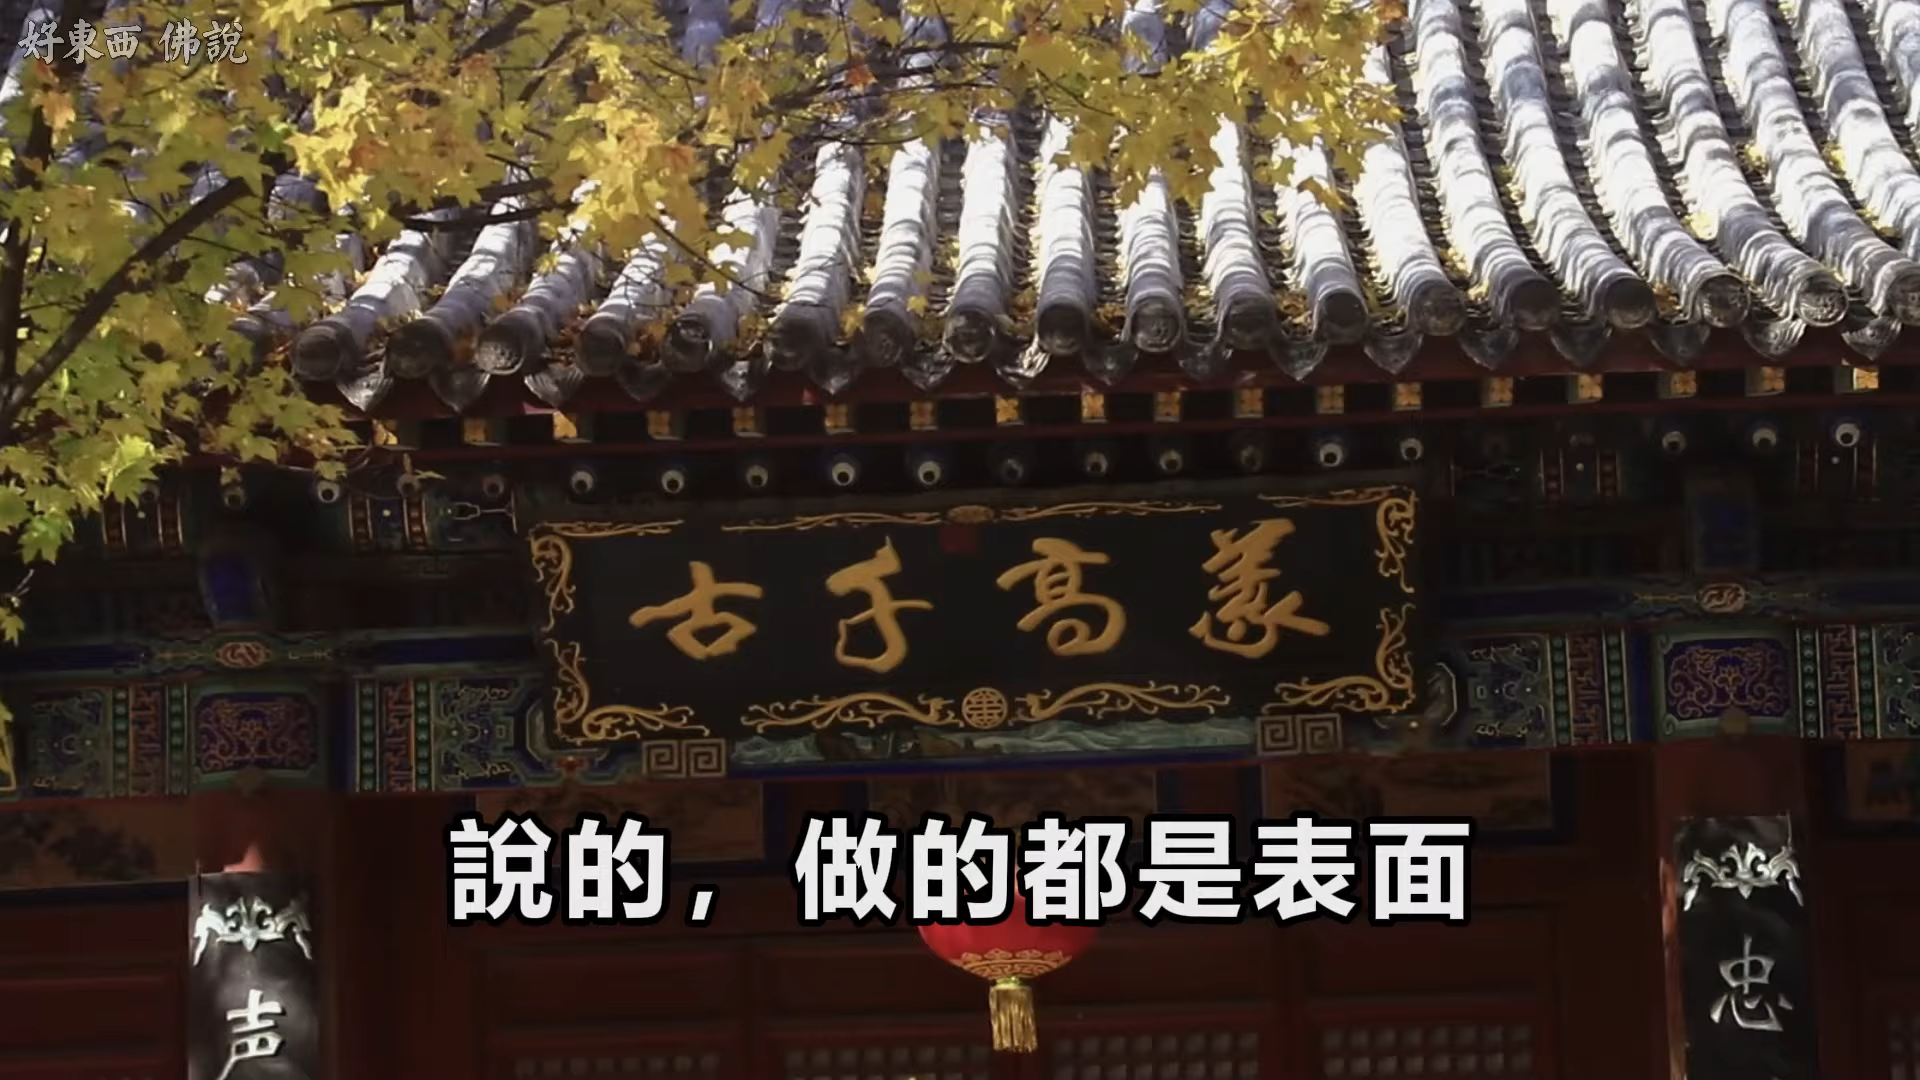 好東西 佛說
義高千古
說的，做的都是表面
声
忠